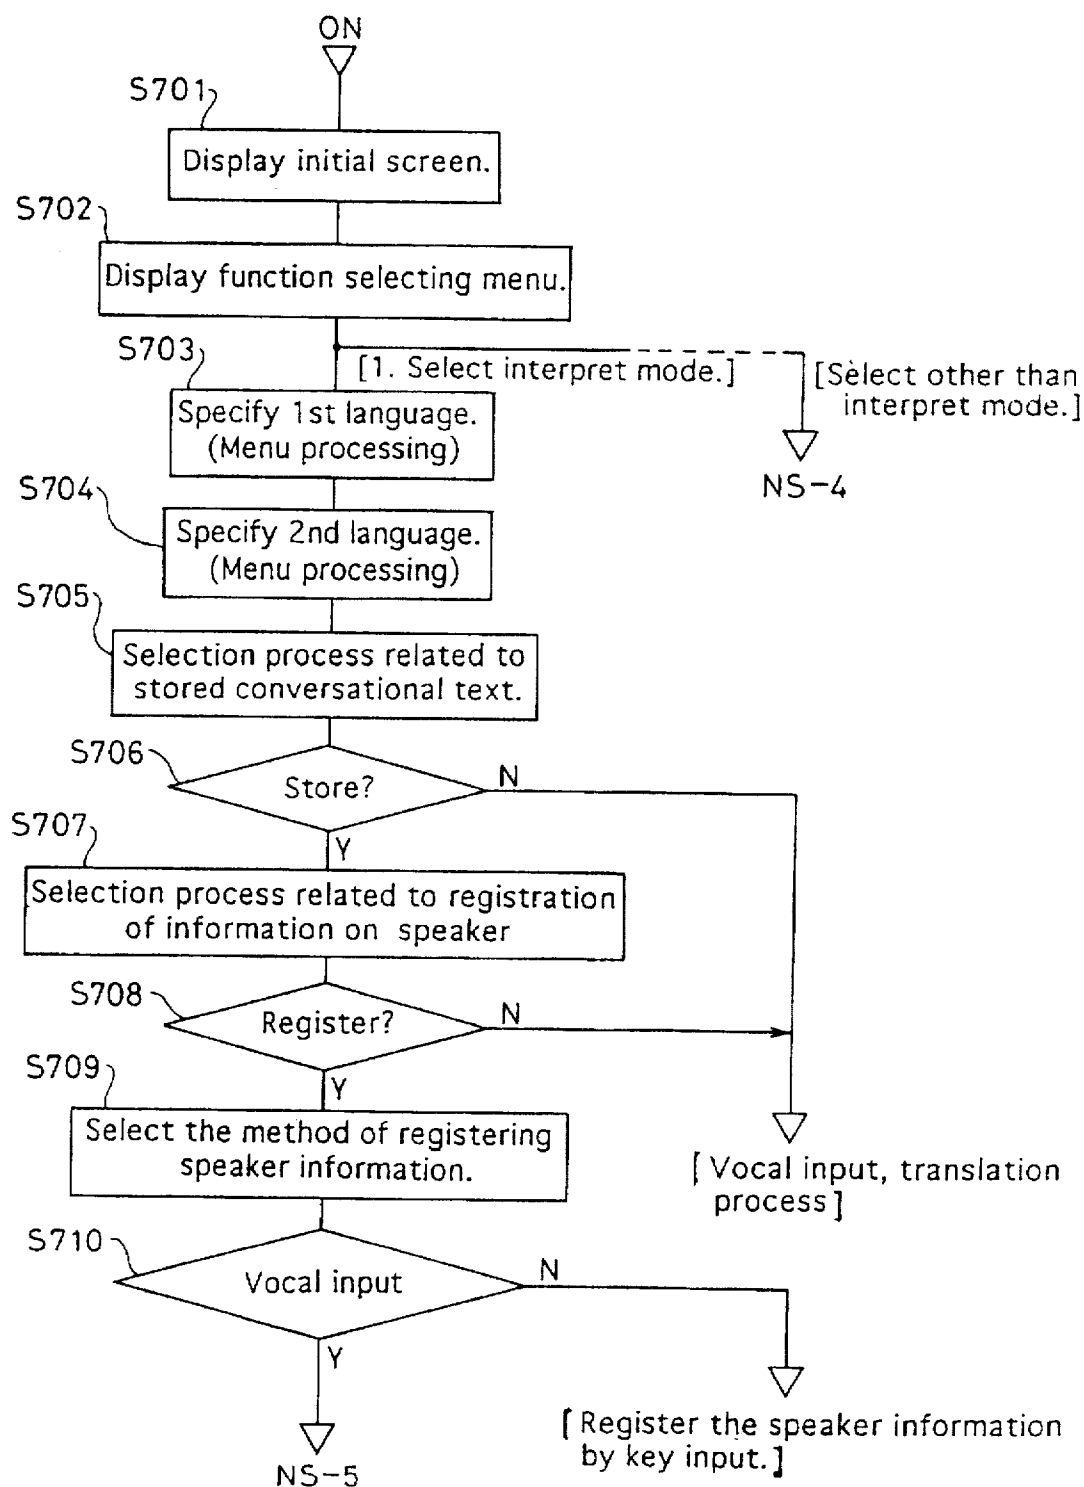 ON
S701
Display initial screen.
S702
Display function selecting menu.
S703
[1. Select interpret mode.]
[Select other than
interpret mode.]
Specify 1st language.
(Menu processing)
NS-4
S704
Specify 2nd language.
(Menu processing)
S705
Selection process related to
stored conversational text.
S706
Store?
N
Y
S707
Selection process related to registration
of information on speaker
S708
Register?
N
Y
S709
Select the method of registering
speaker information.
[Vocal input, translation
process]
S710
Vocal input
N
Y
[Register the speaker information
by key input.]
NS-5